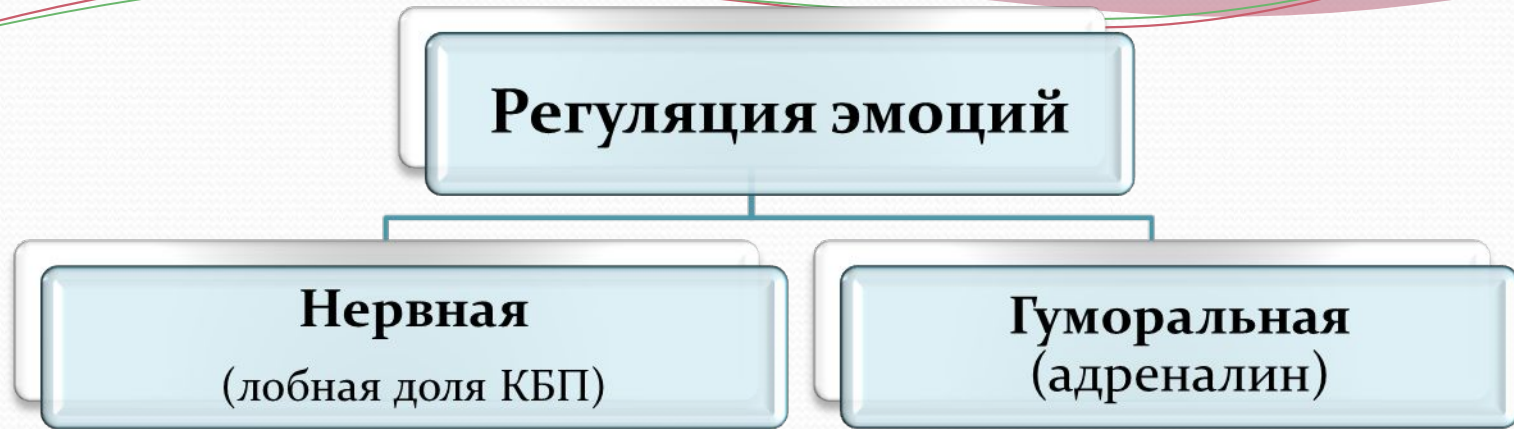 Регуляция эмоций
Нервная
(лобная доля КБП)
Гуморальная
(адреналин)